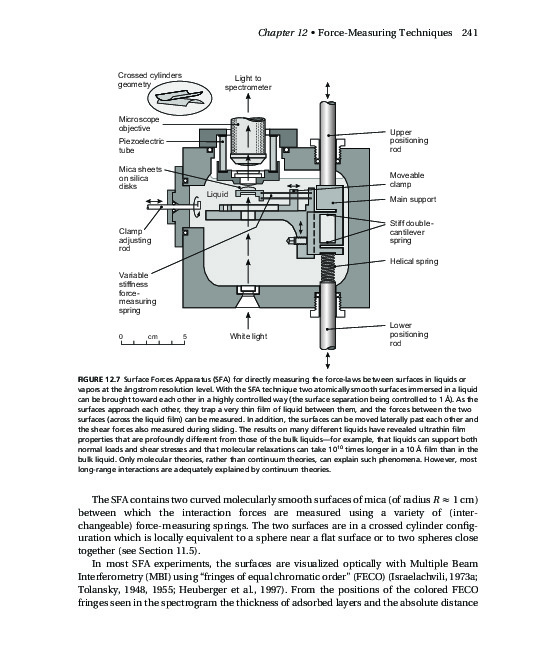 Chapter 12 • Force-Measuring Techniques 241
Crossed cylinders
geometry
Light to
spectrometer
Microscope
objective
Piezoelectric
tube
Mica sheets
on silica
disks
Liquid
Clamp
adjusting
rod
Variable
stiffness
force-
measuring
spring
0 cm 5
White light
Upper
positioning
rod
Moveable
clamp
Main support
Stiff double-
cantilever
spring
Helical spring
Lower
positioning
rod
FIGURE 12.7 Surface Forces Apparatus (SFA) for directly measuring the force-laws between surfaces in liquids or
vapors at the ångstrom resolution level. With the SFA technique two atomically smooth surfaces immersed in a liquid
can be brought toward each other in a highly controlled way (the surface separation being controlled to 1 Å). As the
surfaces approach each other, they trap a very thin film of liquid between them, and the forces between the two
surfaces (across the liquid film) can be measured. In addition, the surfaces can be moved laterally past each other and
the shear forces also measured during sliding. The results on many different liquids have revealed ultrathin film
properties that are profoundly different from those of the bulk liquids—for example, that liquids can support both
normal loads and shear stresses and that molecular relaxations can take 10¹⁰ times longer in a 10 Å film than in the
bulk liquid. Only molecular theories, rather than continuum theories, can explain such phenomena. However, most
long-range interactions are adequately explained by continuum theories.
The SFA contains two curved molecularly smooth surfaces of mica (of radius R ≈ 1 cm)
between which the interaction forces are measured using a variety of (inter-
changeable) force-measuring springs. The two surfaces are in a crossed cylinder config-
uration which is locally equivalent to a sphere near a flat surface or to two spheres close
together (see Section 11.5).
In most SFA experiments, the surfaces are visualized optically with Multiple Beam
Interferometry (MBI) using “fringes of equal chromatic order” (FECO) (Israelachvili, 1973a;
Tolansky, 1948, 1955; Heuberger et al., 1997). From the positions of the colored FECO
fringes seen in the spectrogram the thickness of adsorbed layers and the absolute distance